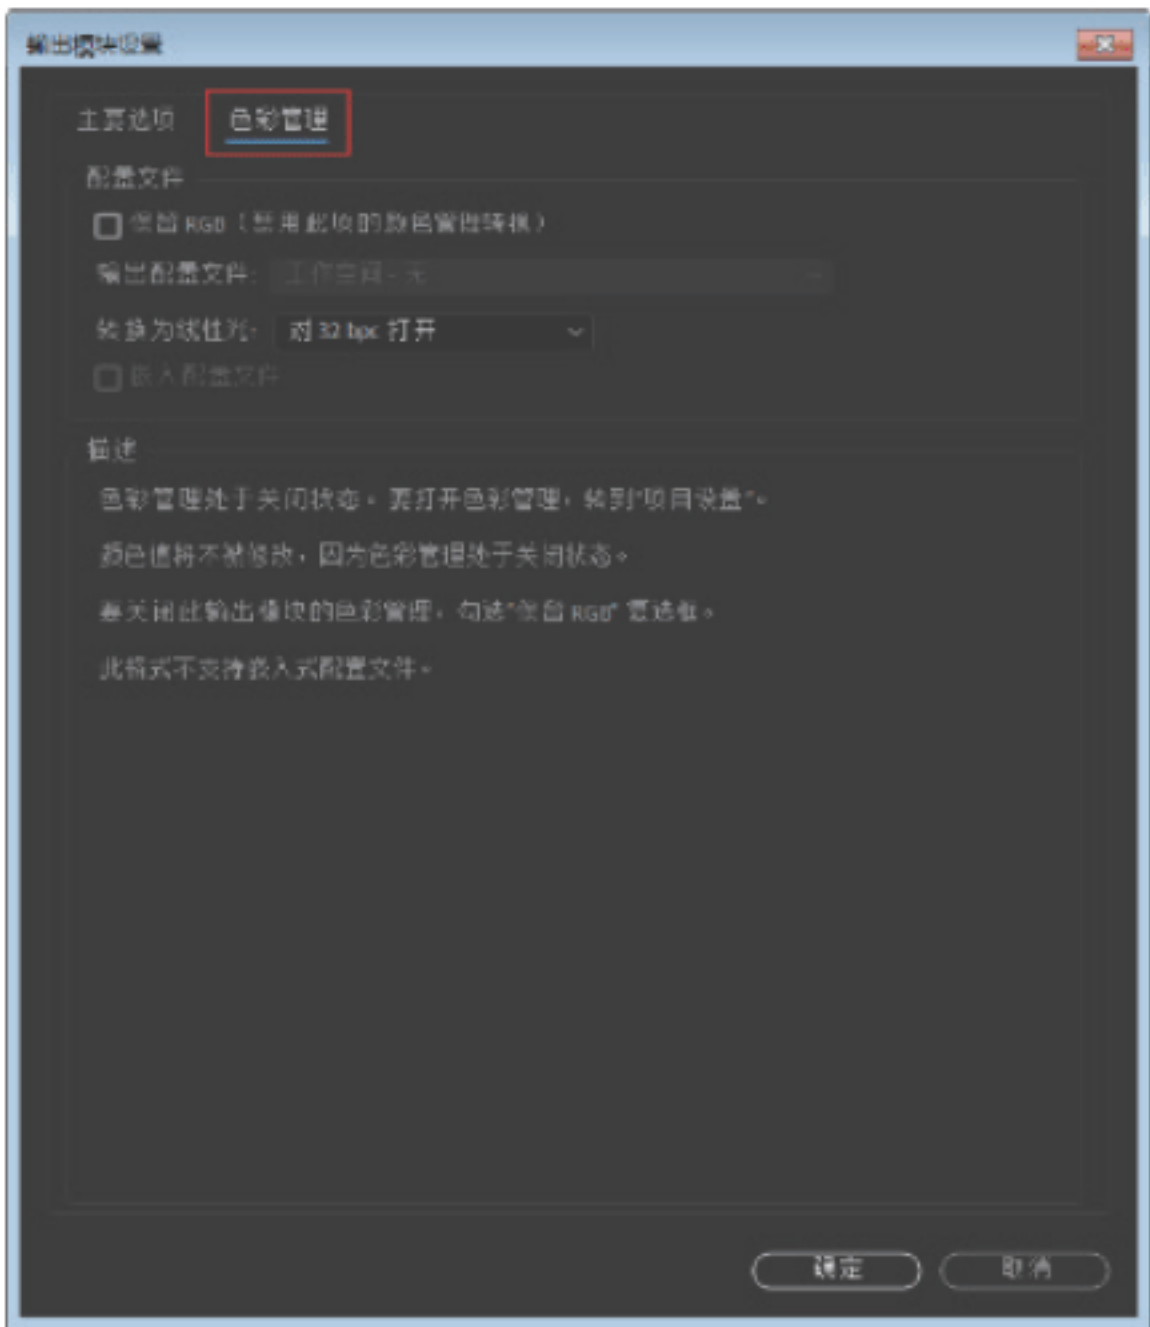 输出模块设置
主要选项 色彩管理
配置文件
保留 RGB（禁用此项的颜色管理转换）
输出配置文件: 工作空间 - 无
转换为线性光: 对 32 bpc 打开
嵌入配置文件
描述
色彩管理处于关闭状态。要打开色彩管理，转到"项目设置"。
颜色值将不被修改，因为色彩管理处于关闭状态。
要关闭此输出模块的色彩管理，勾选"保留 RGB" 复选框。
此格式不支持嵌入式配置文件。
确定 取消